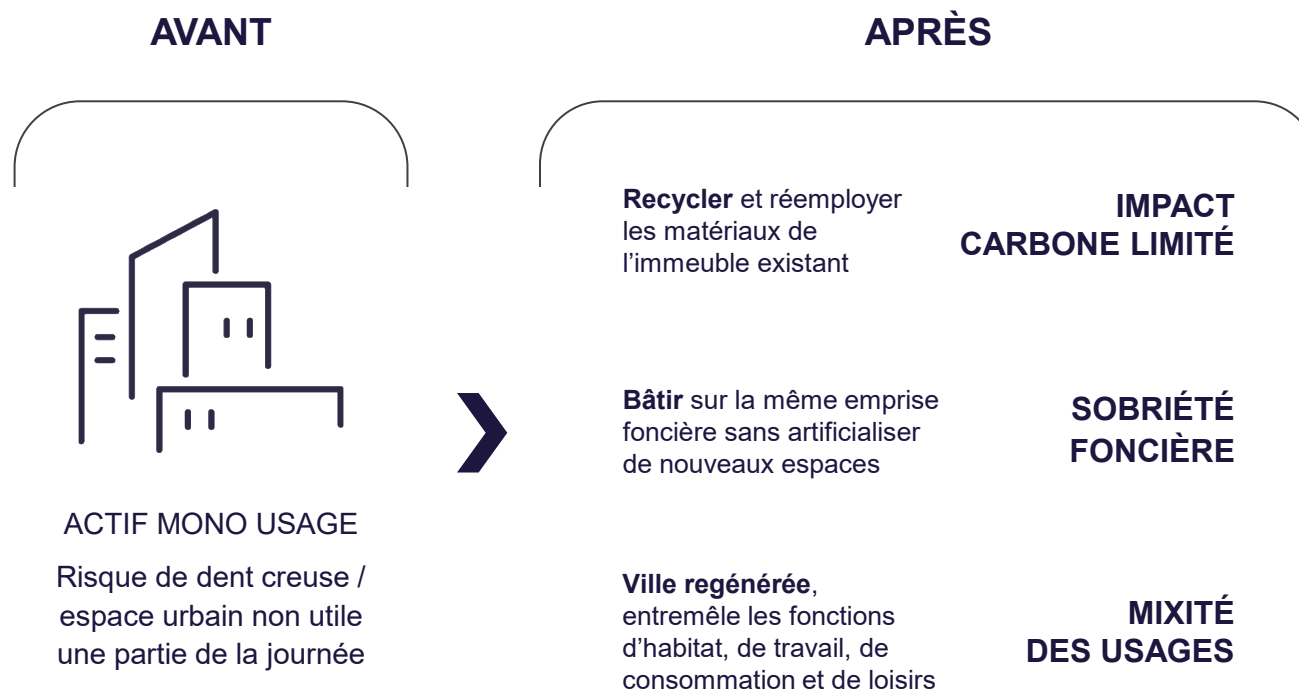 AVANT
ACTIF MONO USAGE
Risque de dent creuse /
espace urbain non utile
une partie de la journée
APRÈS
Recycler et réemployer
les matériaux de
l’immeuble existant
IMPACT
CARBONE LIMITÉ
Bâtir sur la même emprise
foncière sans artificialiser
de nouveaux espaces
SOBRIÉTÉ
FONCIÈRE
Ville regénérée,
entremêle les fonctions
d’habitat, de travail, de
consommation et de loisirs
MIXITÉ
DES USAGES